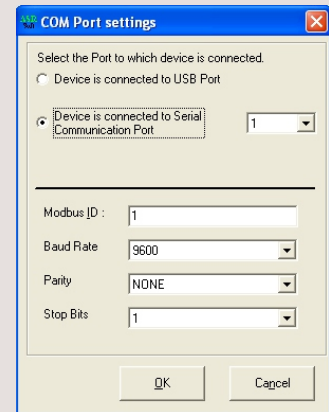 COM Port settings
Select the Port to which device is connected.
Device is connected to USB Port
Device is connected to Serial
Communication Port
1
Modbus ID :
1
Baud Rate
9600
Parity
NONE
Stop Bits
1
OK
Cancel